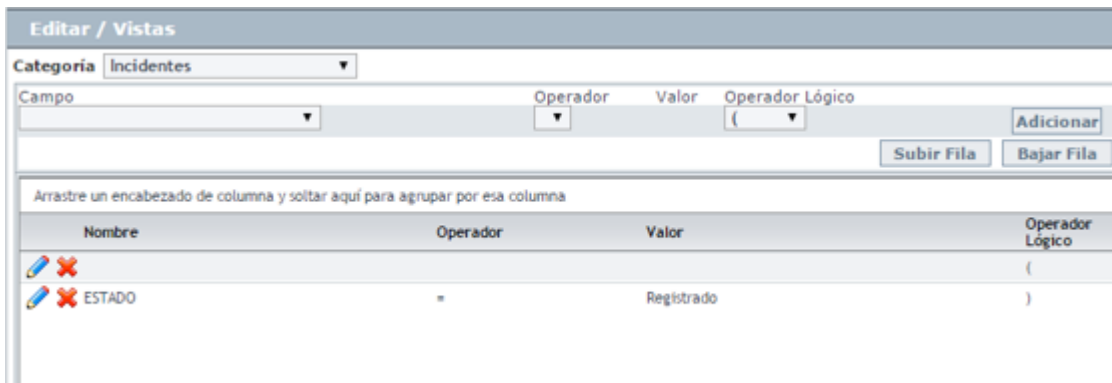 Editar / Vistas
Categoría Incidentes
Campo Operador Valor Operador Lógico
( Adicionar
Subir Fila Bajar Fila
Arrastre un encabezado de columna y soltar aquí para agrupar por esa columna
Nombre Operador Valor Operador Lógico
(
ESTADO = Registrado )